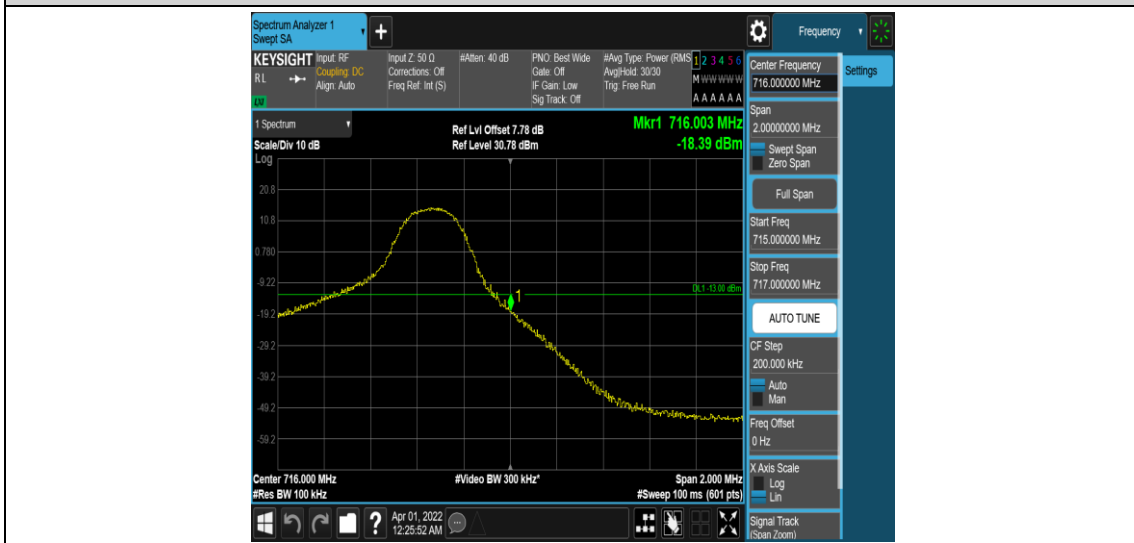 Spectrum Analyzer 1
Swept SA
Frequency
KEYSIGHT
RL
Input: RF
Coupling: DC
Align: Auto
Input Z: 50 Ω
Corrections: Off
Freq Ref: Int (S)
#Atten: 40 dB
PNO: Best Wide
Gate: Off
IF Gain: Low
Sig Track: Off
#Avg Type: Power (RMS
Avg|Hold: 30/30
Trig: Free Run
1 2 3 4 5 6
M W W W W W
A A A A A A
Center Frequency
716.000000 MHz
Settings
1 Spectrum
Scale/Div 10 dB
Ref Lvl Offset 7.78 dB
Ref Level 30.78 dBm
Mkr1 716.003 MHz
-18.39 dBm
Log
20.8
10.8
0.780
-9.22
-19.2
-29.2
-39.2
-49.2
-59.2
DL1 -13.00 dBm
1
Center 716.000 MHz
#Res BW 100 kHz
#Video BW 300 kHz*
Span 2.000 MHz
#Sweep 100 ms (601 pts)
Span
2.00000000 MHz
Swept Span
Zero Span
Full Span
Start Freq
715.000000 MHz
Stop Freq
717.000000 MHz
AUTO TUNE
CF Step
200.000 kHz
Auto
Man
Freq Offset
0 Hz
X Axis Scale
Log
Lin
Signal Track
(Span Zoom)
?
Apr 01, 2022
12:25:52 AM